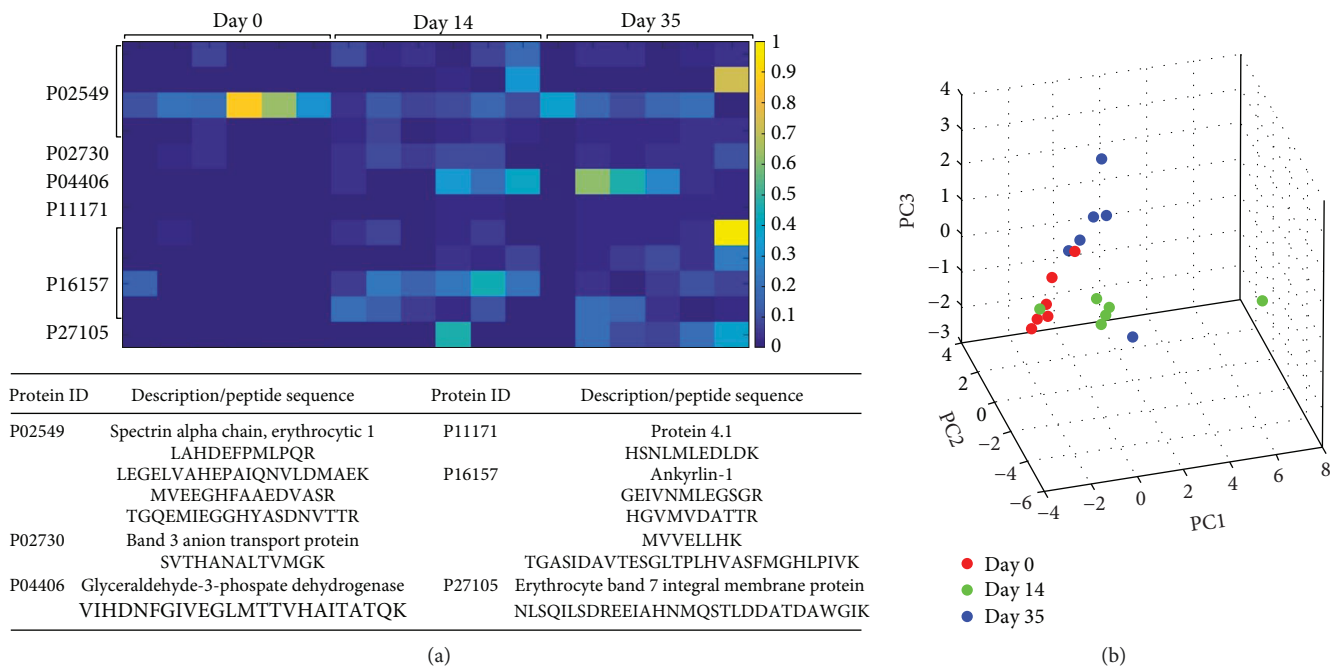 Day 0 Day 14 Day 35
P02549
P02730
P04406
P11171
P16157
P27105
1
0.9
0.8
0.7
0.6
0.5
0.4
0.3
0.2
0.1
0
Protein ID Description/peptide sequence Protein ID Description/peptide sequence
P02549 Spectrin alpha chain, erythrocytic 1 P11171 Protein 4.1
LAHDEFPMLPQR HSNLMLEDLDK
LEGELVAHEPAIQNVLDMAEK P16157 Ankyrlin-1
MVEEGHFAAEDVASR GEIVNMLEGSGR
TGQEMIEGGHYASDNVTTR HGVMVDATTR
P02730 Band 3 anion transport protein MVVELLHK
SVTHANALTVMGK TGASIDAVTESGLTPLHVASFMGHLPIVK
P04406 Glyceraldehyde-3-phospate dehydrogenase P27105 Erythrocyte band 7 integral membrane protein
VIHDNFGIVEGLMTTVHAITATQK NLSQILSDREEIAHNMQSTLDDATDAWGIK
(a)
4
3
2
1
0
−1
−2
−3
PC3
4
2
0
−2
−4
−6
PC2
−4 −2 0 2 4 6 8
PC1
Day 0
Day 14
Day 35
(b)